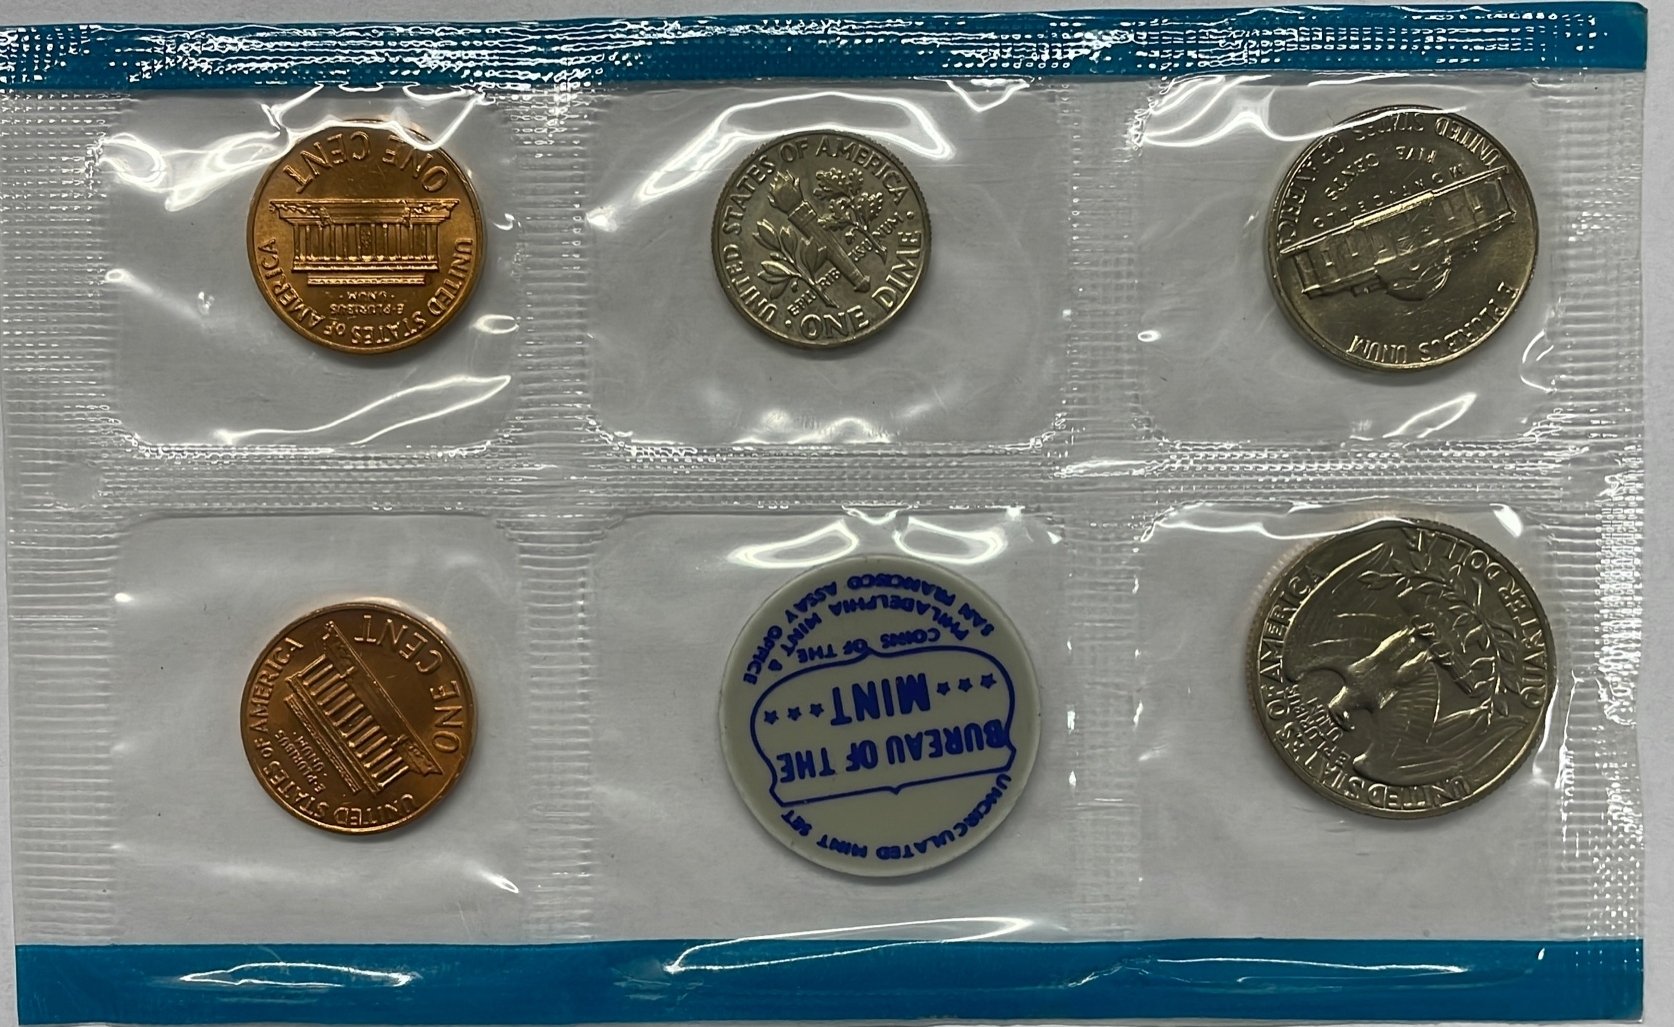 ONE CENT
UNITED STATES OF AMERICA
E·PLURIBUS
·UNUM·
UNITED STATES OF AMERICA
E PLURIBUS UNUM
· ONE DIME ·
UNITED STATES OF AMERICA
FIVE CENTS
MONTICELLO
E PLURIBUS UNUM
ONE CENT
UNITED STATES OF AMERICA
E·PLURIBUS
·UNUM·
UNCIRCULATED MINT SET
BUREAU OF THE
MINT
COINS OF THE
PHILADELPHIA MINT &
SAN FRANCISCO ASSAY OFFICE
UNITED STATES OF AMERICA
E PLURIBUS
UNUM
QUARTER DOLLAR